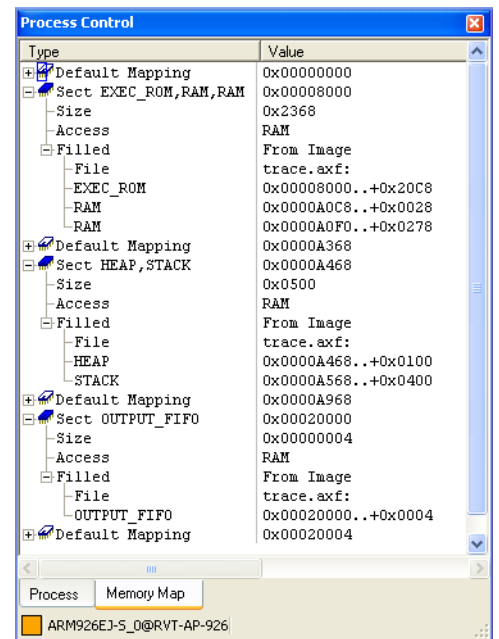 Process Control
Type Value
Default Mapping 0x00000000
Sect EXEC_ROM,RAM,RAM 0x00008000
Size 0x2368
Access RAM
Filled From Image
File trace.axf:
EXEC_ROM 0x00008000..+0x20C8
RAM 0x0000A0C8..+0x0028
RAM 0x0000A0F0..+0x0278
Default Mapping 0x0000A368
Sect HEAP,STACK 0x0000A468
Size 0x0500
Access RAM
Filled From Image
File trace.axf:
HEAP 0x0000A468..+0x0100
STACK 0x0000A568..+0x0400
Default Mapping 0x0000A968
Sect OUTPUT_FIFO 0x00020000
Size 0x00000004
Access RAM
Filled From Image
File trace.axf:
OUTPUT_FIFO 0x00020000..+0x0004
Default Mapping 0x00020004
Process Memory Map
ARM926EJ-S_0@RVT-AP-926